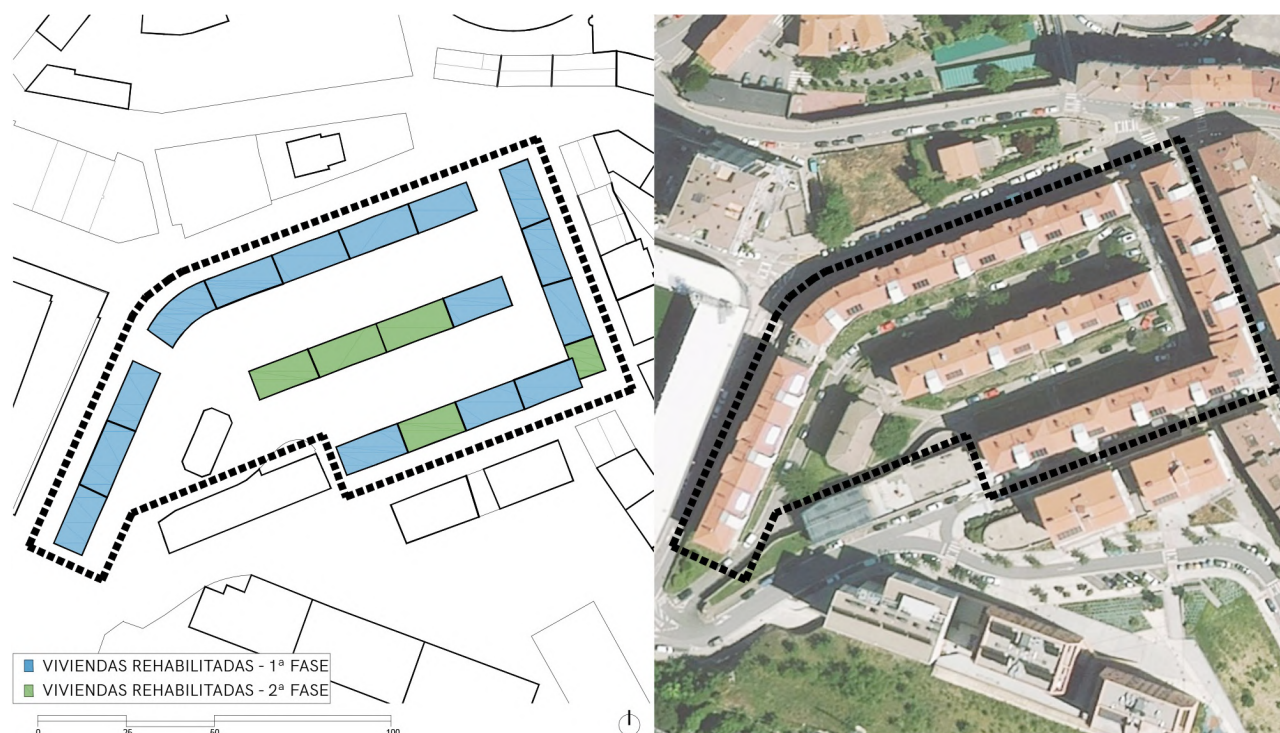 VIVIENDAS REHABILITADAS - 1ª FASE
VIVIENDAS REHABILITADAS - 2ª FASE
0 25 50 100